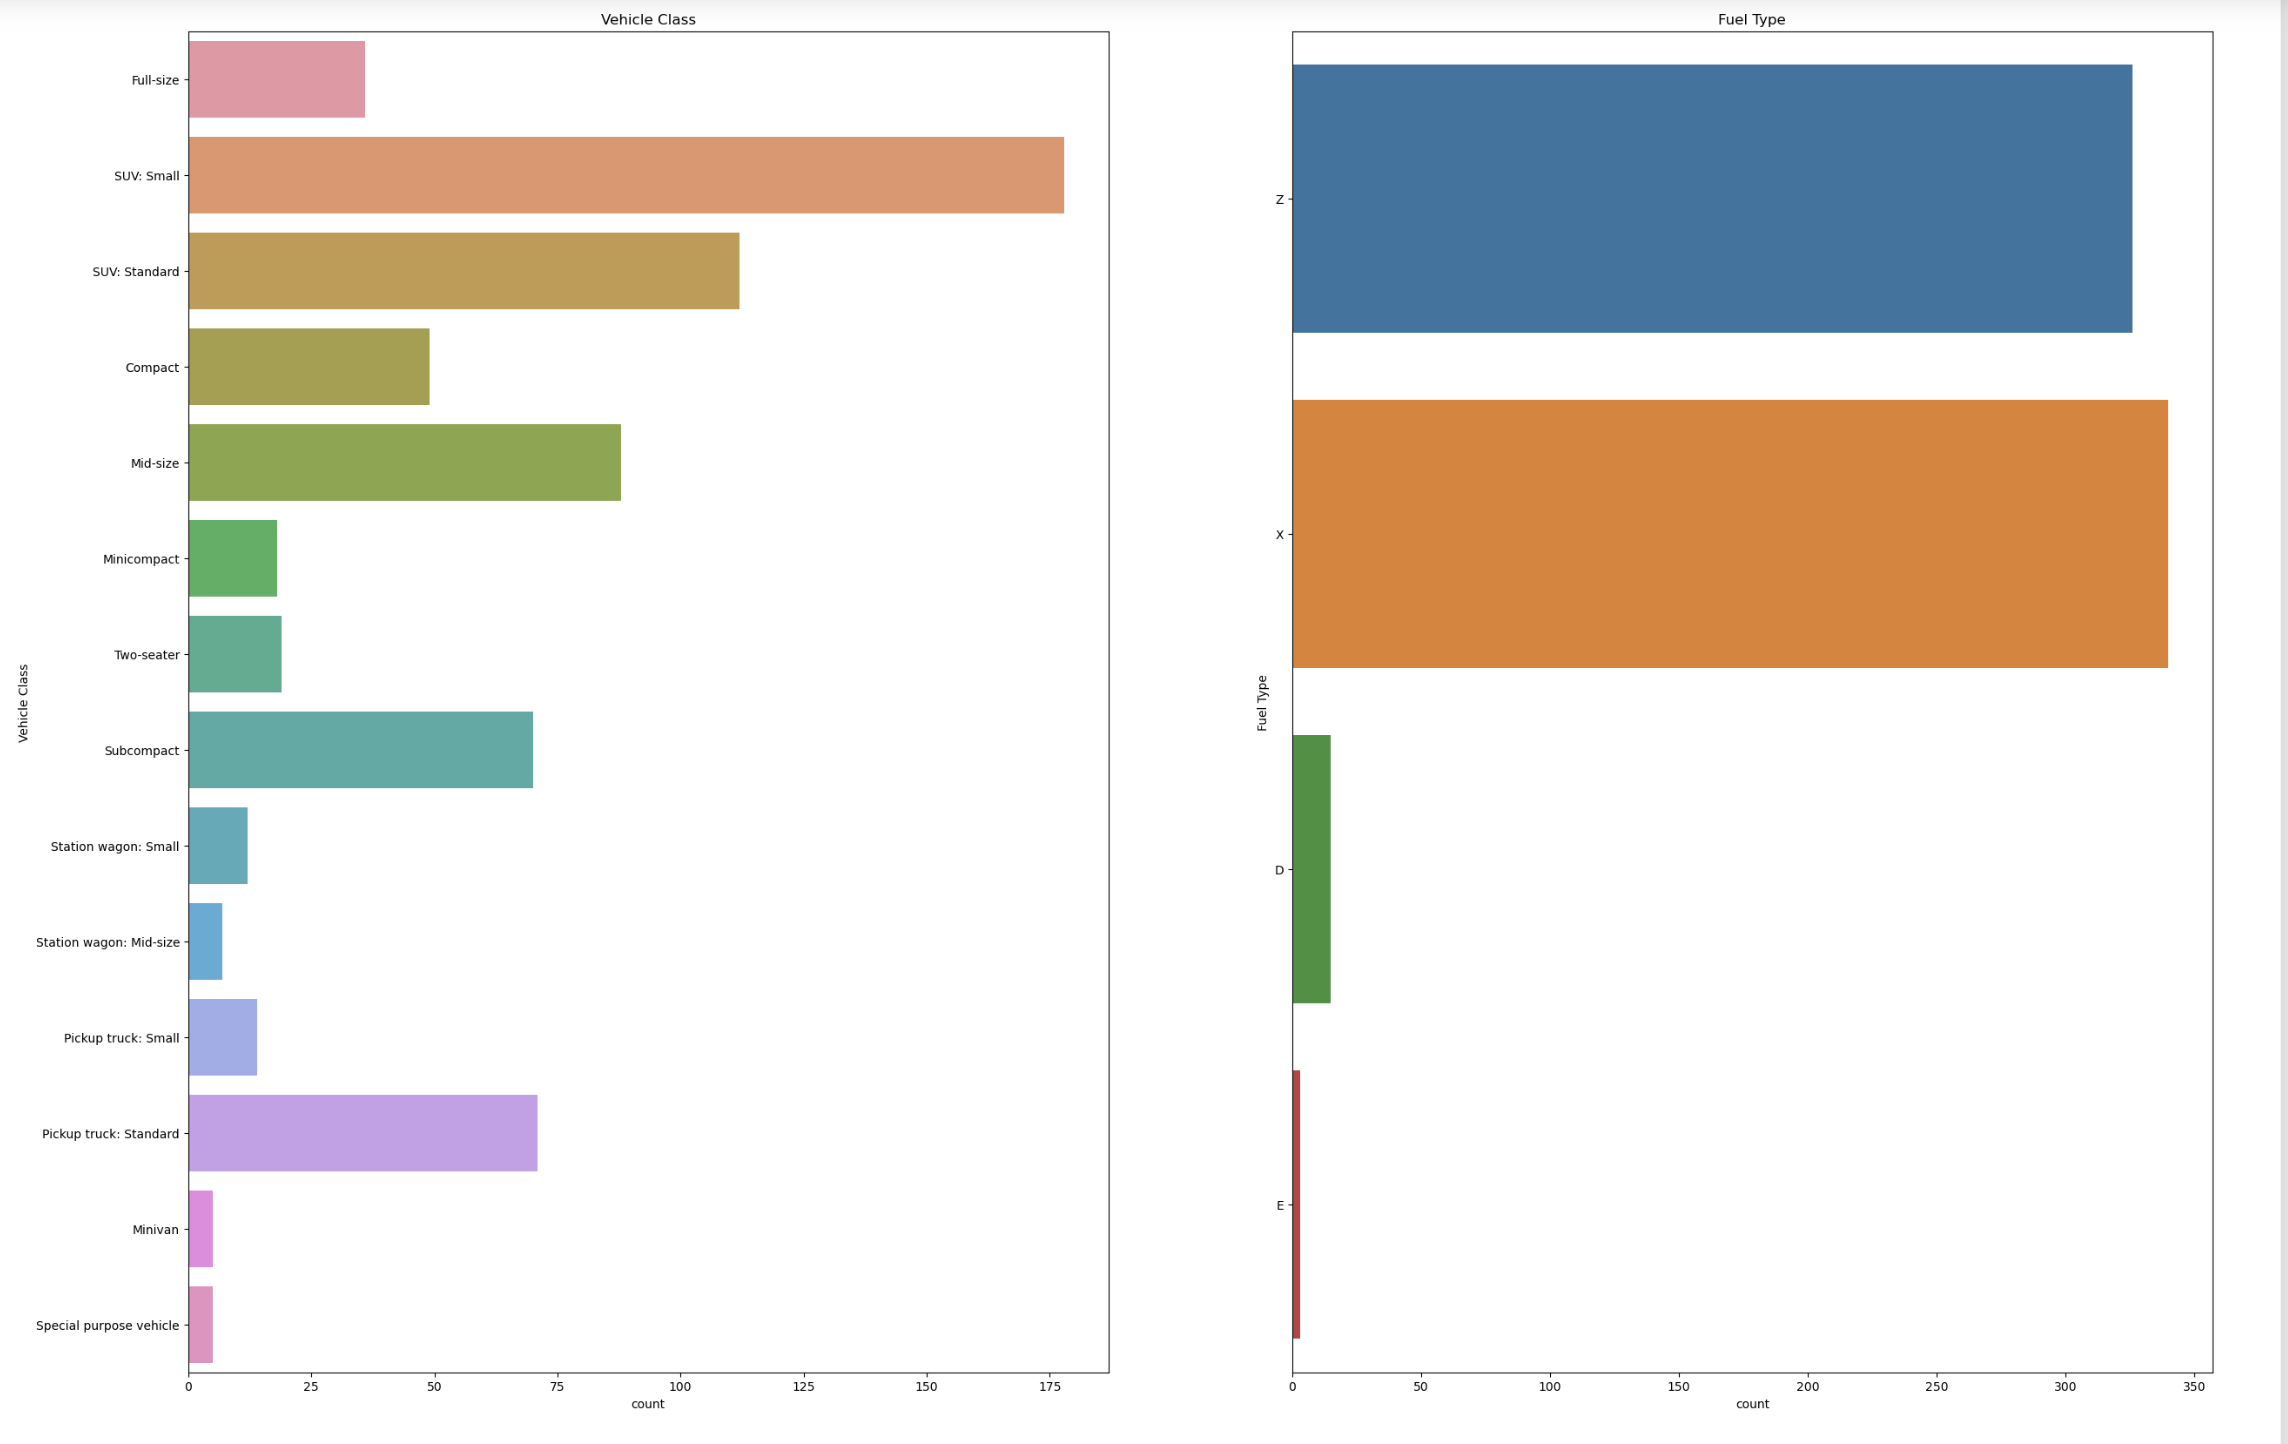 Vehicle Class
Full-size
SUV: Small
SUV: Standard
Compact
Mid-size
Minicompact
Two-seater
Subcompact
Station wagon: Small
Station wagon: Mid-size
Pickup truck: Small
Pickup truck: Standard
Minivan
Special purpose vehicle
Vehicle Class
0 25 50 75 100 125 150 175
count
Fuel Type
Z
X
D
E
Fuel Type
0 50 100 150 200 250 300 350
count